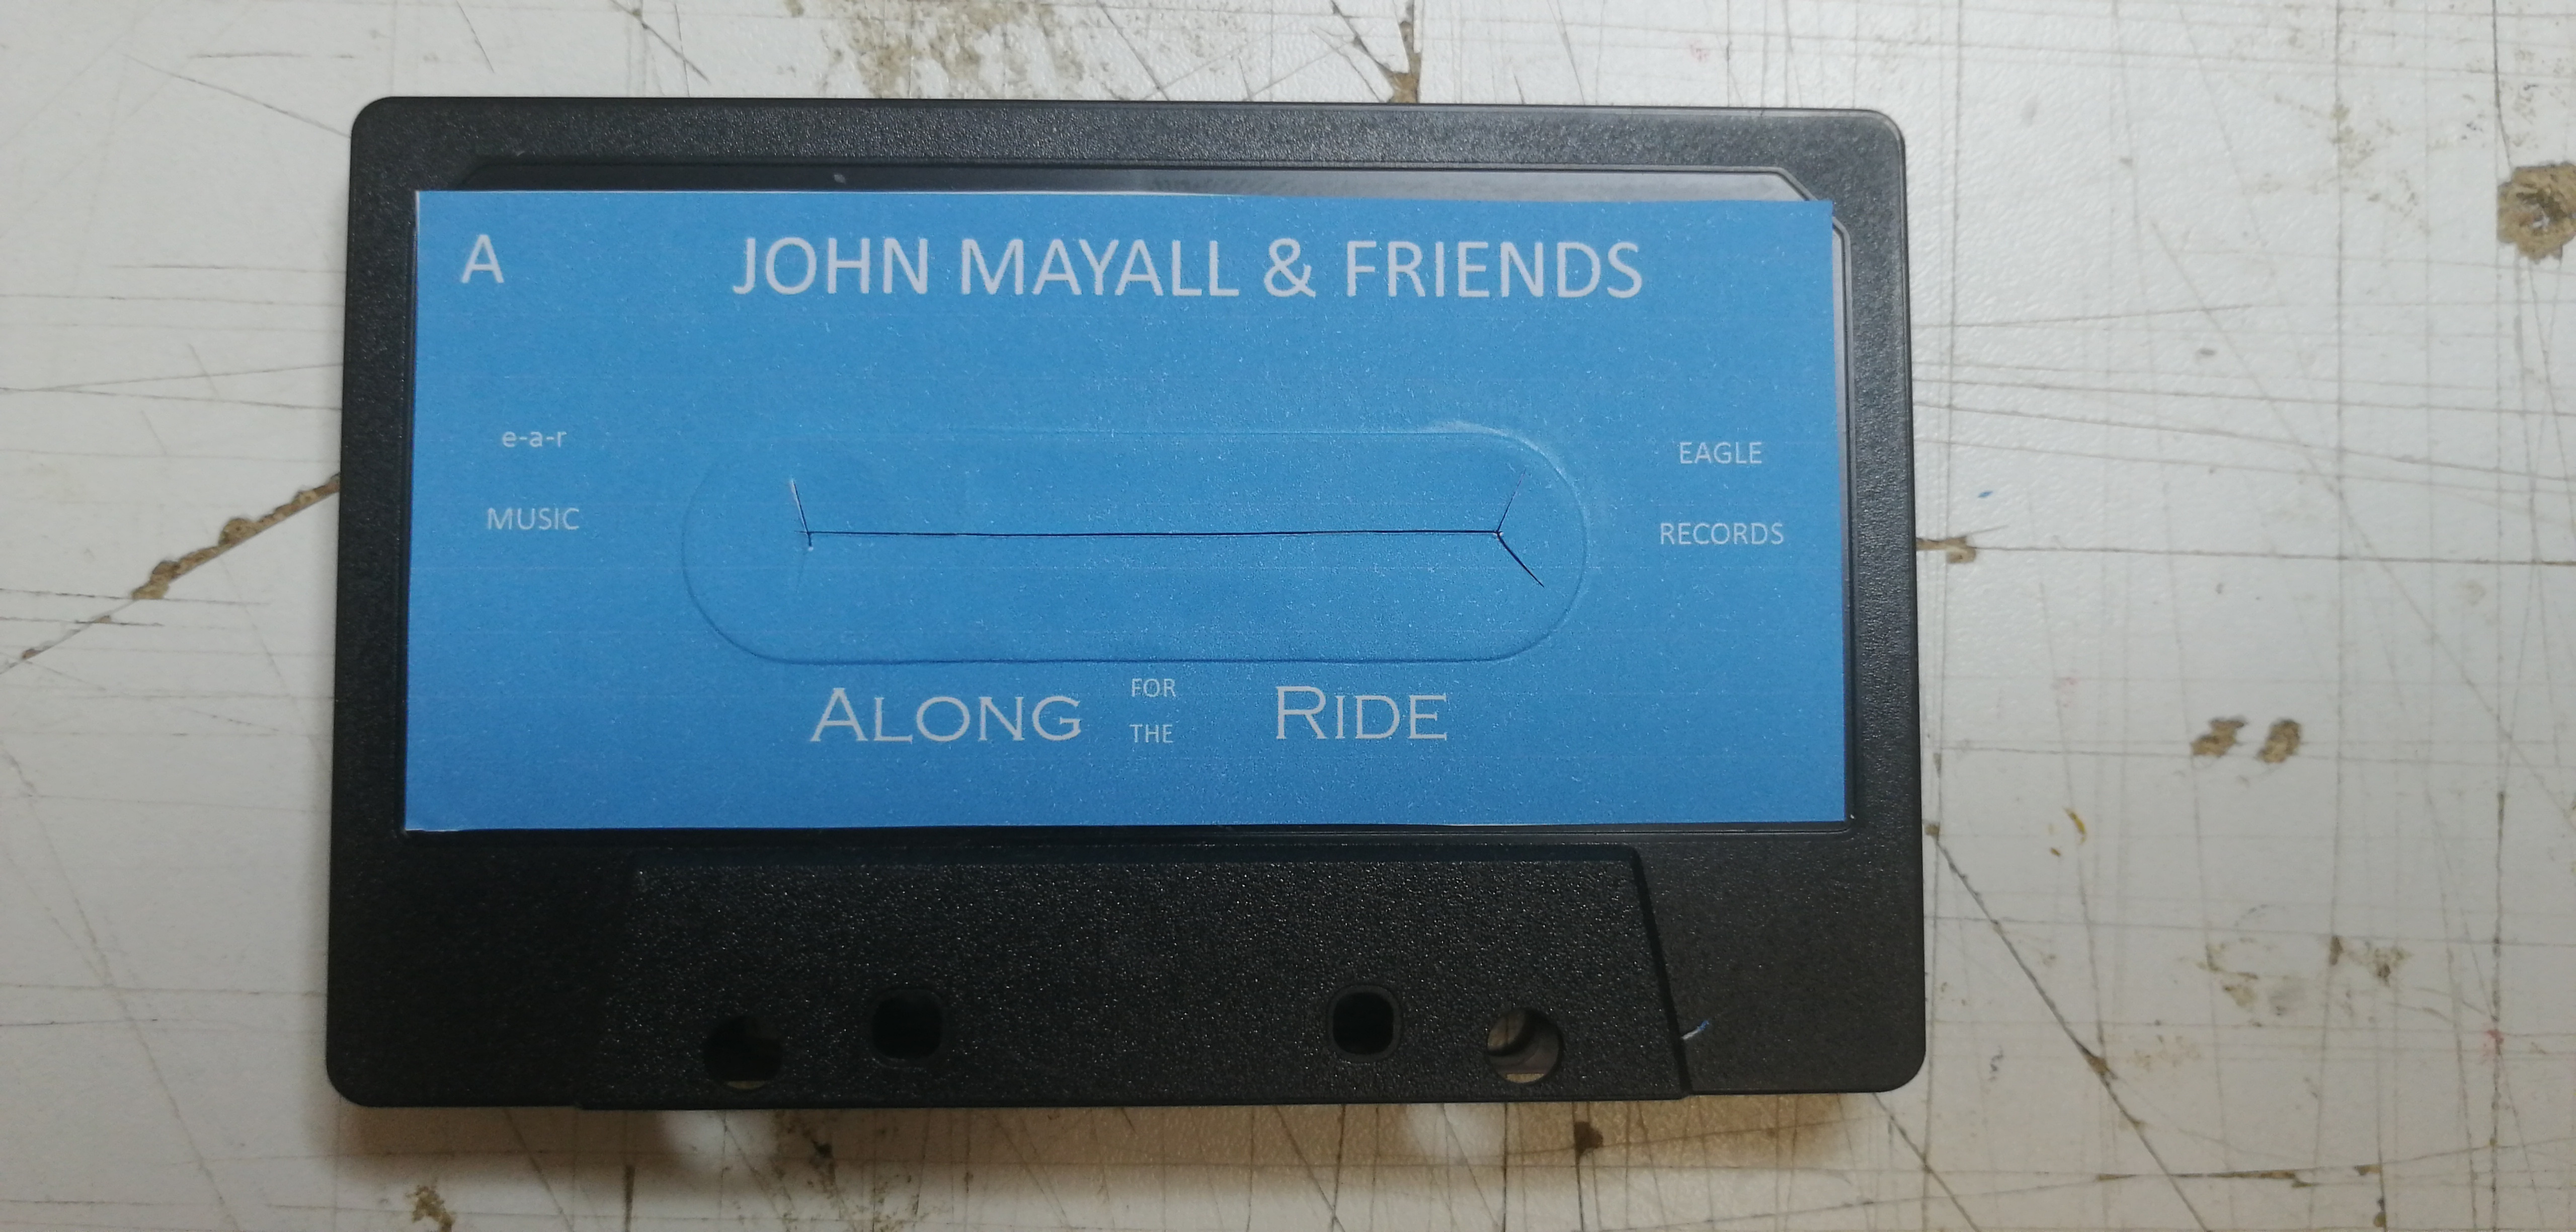 A
JOHN MAYALL & FRIENDS
e-a-r
MUSIC
EAGLE
RECORDS
ALONG FOR THE RIDE